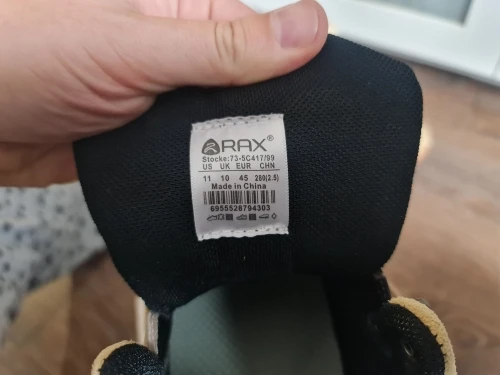 RAX®
Stocke:73-5C417/99
US UK EUR CHN
11 10 45 280(2.5)
Made in China
6955528794303